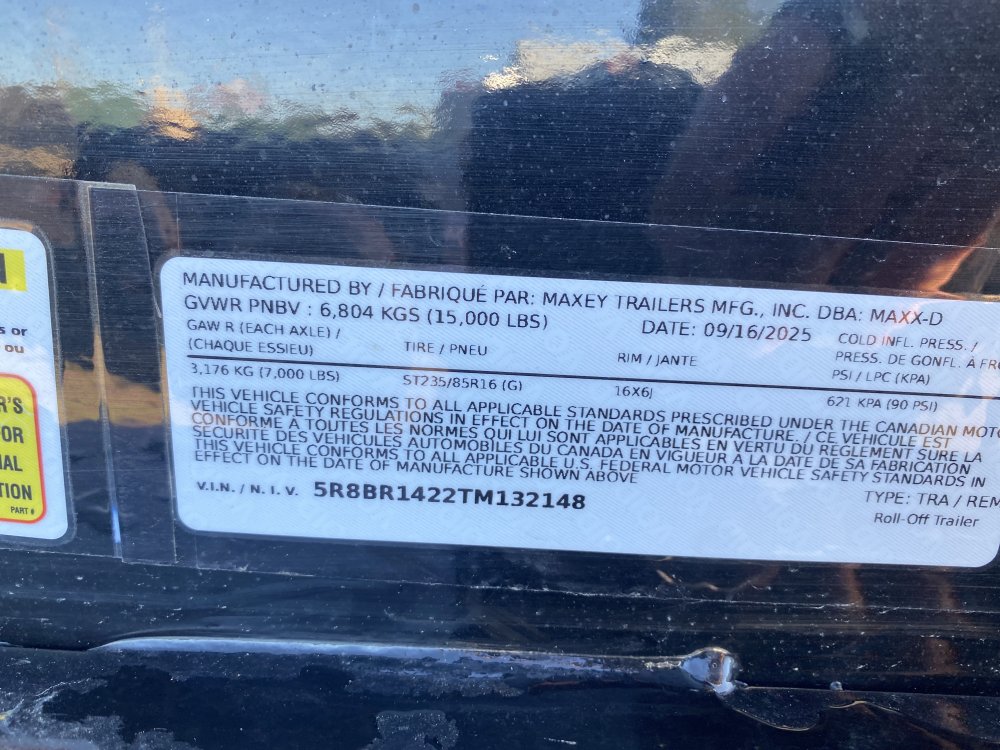 s or
ou
R'S
FOR
AL
TION
PART #
MANUFACTURED BY / FABRIQUÉ PAR: MAXEY TRAILERS MFG., INC. DBA: MAXX-D
GVWR PNBV : 6,804 KGS (15,000 LBS)
DATE: 09/16/2025
GAW R (EACH AXLE) /
(CHAQUE ESSIEU)
TIRE / PNEU
RIM / JANTE
COLD INFL. PRESS. /
PRESS. DE GONFL. À FRO
PSI / LPC (KPA)
3,176 KG (7,000 LBS)
ST235/85R16 (G)
16X6J
621 KPA (90 PSI)
THIS VEHICLE CONFORMS TO ALL APPLICABLE STANDARDS PRESCRIBED UNDER THE CANADIAN MOTO
VEHICLE SAFETY REGULATIONS IN EFFECT ON THE DATE OF MANUFACTURE. / CE VEHICULE EST
CONFORME A TOUTES LES NORMES QUI LUI SONT APPLICABLES E VERTU DU REGLEMENT SURE LA
SECURITE DES VEHICULES AUTOMOBILES DU CANADA EN VIGUEUR A LA DATE DE SA FABRICATION
THIS VEHICLE CONFORMS TO ALL APPLICABLE U.S. FEDERAL MOTOR VEHICLE SAFETY STANDARDS IN
EFFECT ON THE DATE OF MANUFACTURE SHOWN ABOVE
V.I.N. / N. I. V. 5R8BR1422TM132148
TYPE: TRA / REM
Roll-Off Trailer